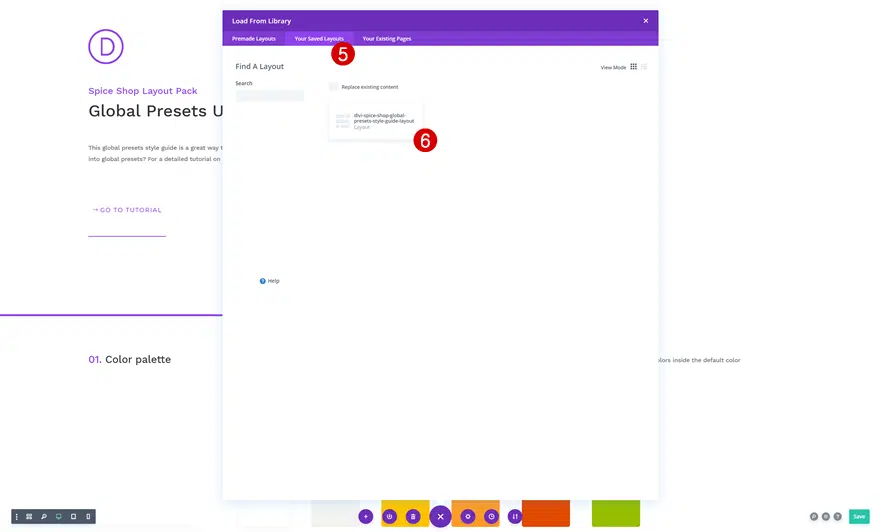 Load From Library
Premade Layouts
Your Saved Layouts
Your Existing Pages
5
Find A Layout
View Mode
Search
Replace existing content
divi-spice-shop-global-
presets-style-guide-layout
Layout
6
Help
D
Spice Shop Layout Pack
Global Presets U
This global presets style guide is a great way t
into global presets? For a detailed tutorial on
→ GO TO TUTORIAL
01. Color palette
olors inside the default color
Save